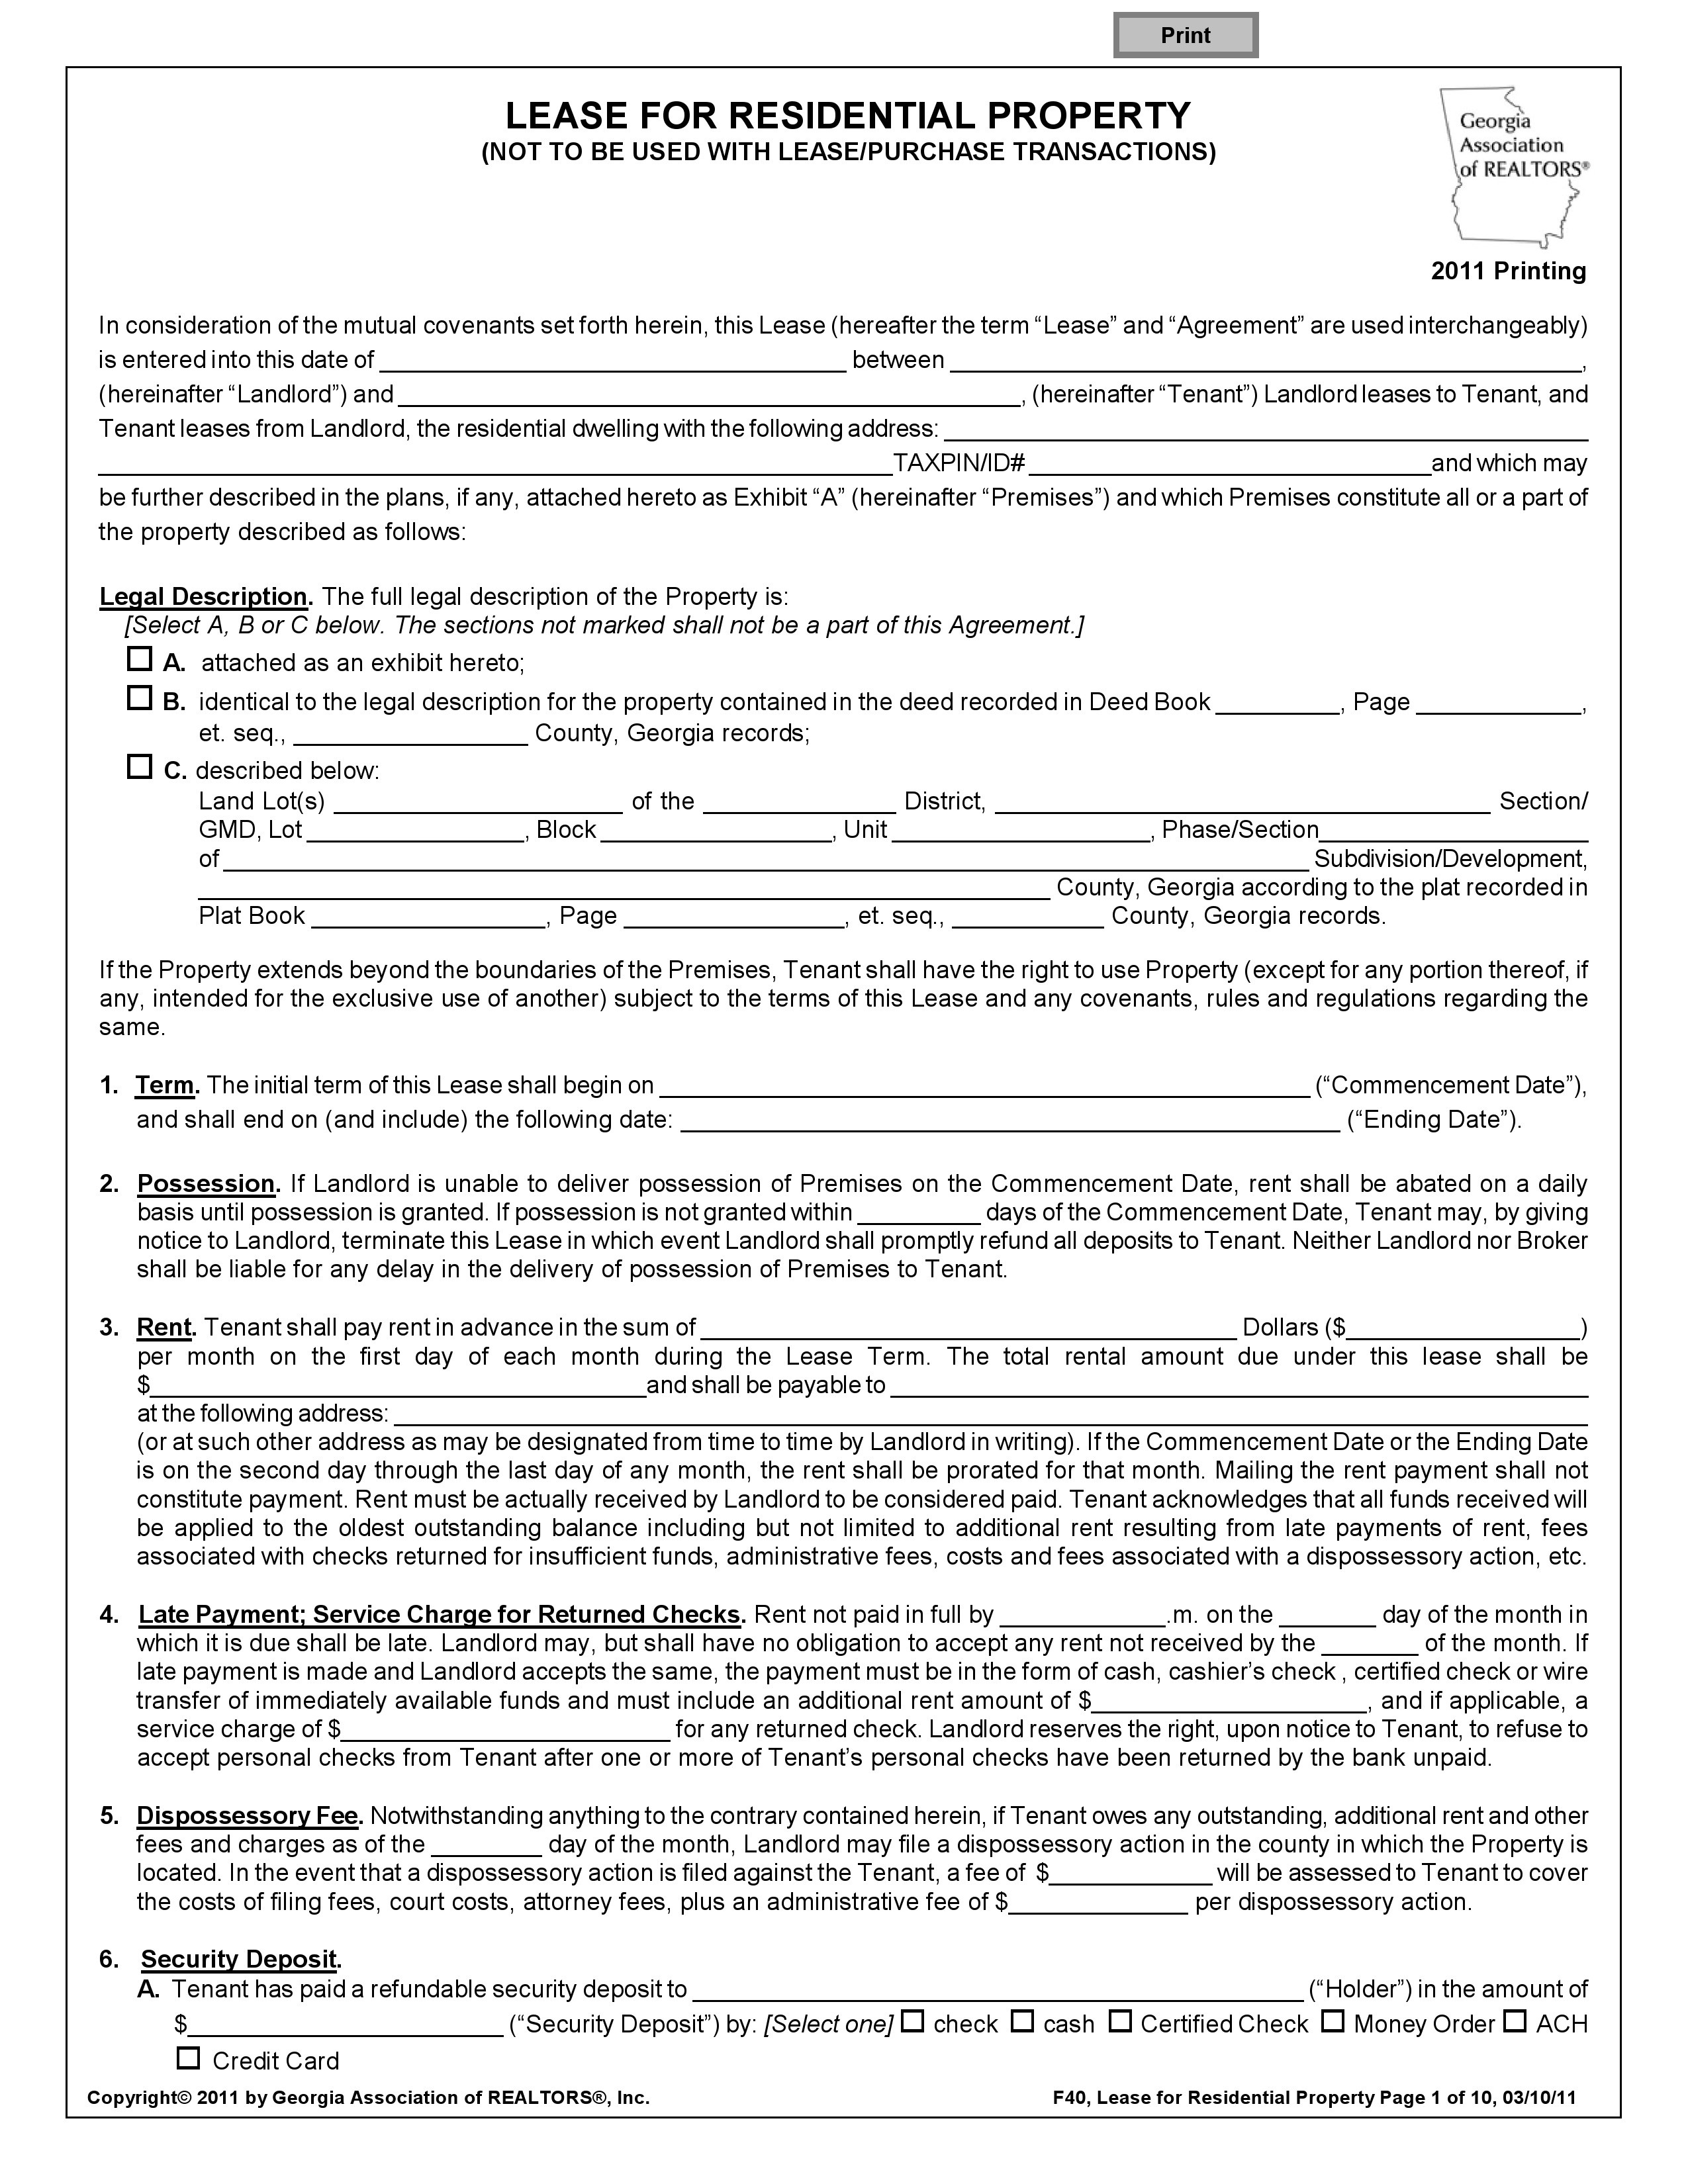 Print
LEASE FOR RESIDENTIAL PROPERTY
(NOT TO BE USED WITH LEASE/PURCHASE TRANSACTIONS)
Georgia
Association
of REALTORS®
2011 Printing
In consideration of the mutual covenants set forth herein, this Lease (hereafter the term “Lease” and “Agreement” are used interchangeably)
is entered into this date of ____________________ between ____________________,
(hereinafter “Landlord”) and ____________________, (hereinafter “Tenant”) Landlord leases to Tenant, and
Tenant leases from Landlord, the residential dwelling with the following address: ____________________
____________________TAXPIN/ID#____________________and which may
be further described in the plans, if any, attached hereto as Exhibit “A” (hereinafter “Premises”) and which Premises constitute all or a part of
the property described as follows:
Legal Description. The full legal description of the Property is:
[Select A, B or C below. The sections not marked shall not be a part of this Agreement.]
☐ A. attached as an exhibit hereto;
☐ B. identical to the legal description for the property contained in the deed recorded in Deed Book _________, Page ____________,
et. seq., _________________ County, Georgia records;
☐ C. described below:
Land Lot(s) ____________________ of the ______________ District, ____________________ Section/
GMD, Lot________________, Block_________________, Unit___________________, Phase/Section____________________
of____________________Subdivision/Development,
____________________ County, Georgia according to the plat recorded in
Plat Book _________________, Page ________________, et. seq., ___________ County, Georgia records.
If the Property extends beyond the boundaries of the Premises, Tenant shall have the right to use Property (except for any portion thereof, if
any, intended for the exclusive use of another) subject to the terms of this Lease and any covenants, rules and regulations regarding the
same.
1. Term. The initial term of this Lease shall begin on ____________________ (“Commencement Date”),
and shall end on (and include) the following date: ____________________ (“Ending Date”).
2. Possession. If Landlord is unable to deliver possession of Premises on the Commencement Date, rent shall be abated on a daily
basis until possession is granted. If possession is not granted within _________ days of the Commencement Date, Tenant may, by giving
notice to Landlord, terminate this Lease in which event Landlord shall promptly refund all deposits to Tenant. Neither Landlord nor Broker
shall be liable for any delay in the delivery of possession of Premises to Tenant.
3. Rent. Tenant shall pay rent in advance in the sum of ____________________ Dollars ($_________________)
per month on the first day of each month during the Lease Term. The total rental amount due under this lease shall be
$____________________and shall be payable to ____________________
at the following address: ____________________
(or at such other address as may be designated from time to time by Landlord in writing). If the Commencement Date or the Ending Date
is on the second day through the last day of any month, the rent shall be prorated for that month. Mailing the rent payment shall not
constitute payment. Rent must be actually received by Landlord to be considered paid. Tenant acknowledges that all funds received will
be applied to the oldest outstanding balance including but not limited to additional rent resulting from late payments of rent, fees
associated with checks returned for insufficient funds, administrative fees, costs and fees associated with a dispossessory action, etc.
4. Late Payment; Service Charge for Returned Checks. Rent not paid in full by ____________.m. on the _______ day of the month in
which it is due shall be late. Landlord may, but shall have no obligation to accept any rent not received by the _______ of the month. If
late payment is made and Landlord accepts the same, the payment must be in the form of cash, cashier’s check , certified check or wire
transfer of immediately available funds and must include an additional rent amount of $____________________, and if applicable, a
service charge of $____________________ for any returned check. Landlord reserves the right, upon notice to Tenant, to refuse to
accept personal checks from Tenant after one or more of Tenant’s personal checks have been returned by the bank unpaid.
5. Dispossessory Fee. Notwithstanding anything to the contrary contained herein, if Tenant owes any outstanding, additional rent and other
fees and charges as of the ________ day of the month, Landlord may file a dispossessory action in the county in which the Property is
located. In the event that a dispossessory action is filed against the Tenant, a fee of $____________ will be assessed to Tenant to cover
the costs of filing fees, court costs, attorney fees, plus an administrative fee of $_____________ per dispossessory action.
6. Security Deposit.
A. Tenant has paid a refundable security deposit to ____________________ (“Holder”) in the amount of
$____________________ (“Security Deposit”) by: [Select one] ☐ check ☐ cash ☐ Certified Check ☐ Money Order ☐ ACH
☐ Credit Card
Copyright© 2011 by Georgia Association of REALTORS®, Inc.
F40, Lease for Residential Property Page 1 of 10, 03/10/11